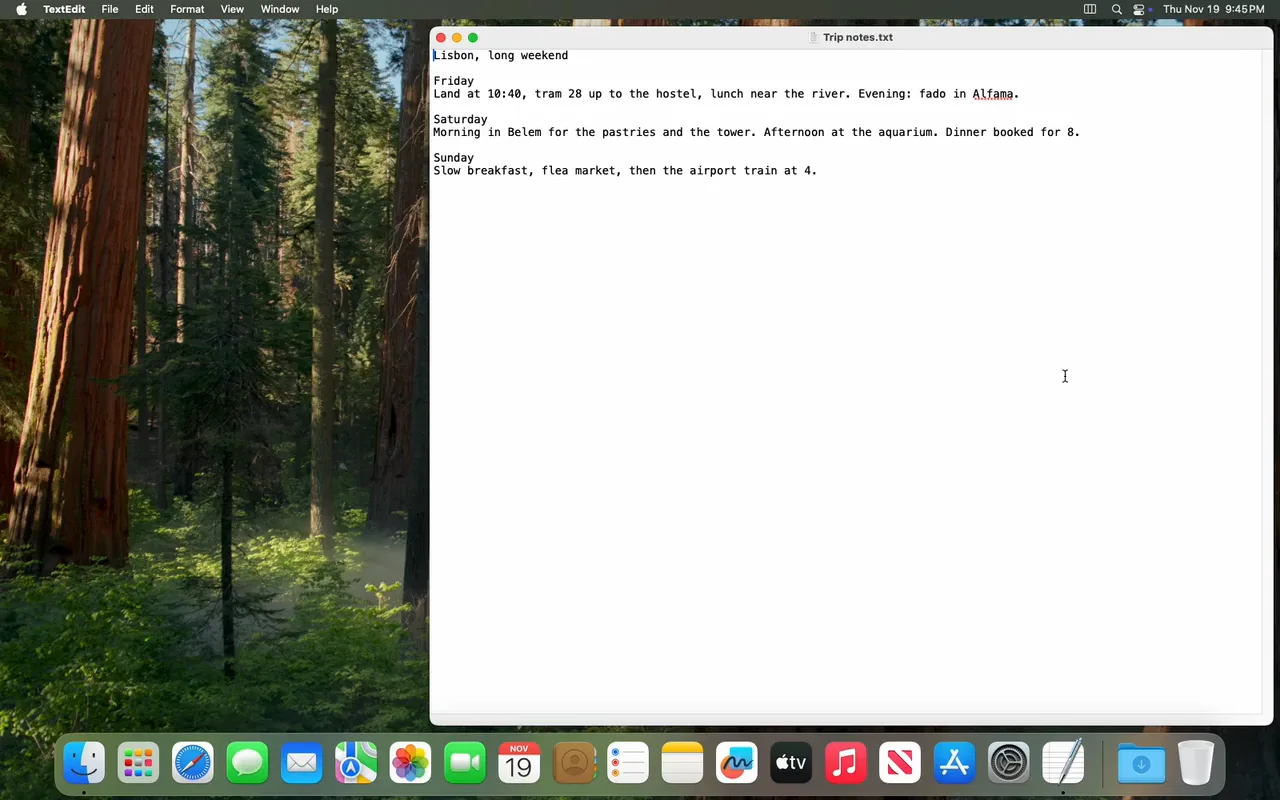 TextEdit File Edit Format View Window Help Thu Nov 19 9:45 PM
Trip notes.txt
Lisbon, long weekend
Friday
Land at 10:40, tram 28 up to the hostel, lunch near the river. Evening: fado in Alfama.
Saturday
Morning in Belem for the pastries and the tower. Afternoon at the aquarium. Dinner booked for 8.
Sunday
Slow breakfast, flea market, then the airport train at 4.
NOV
19
tv